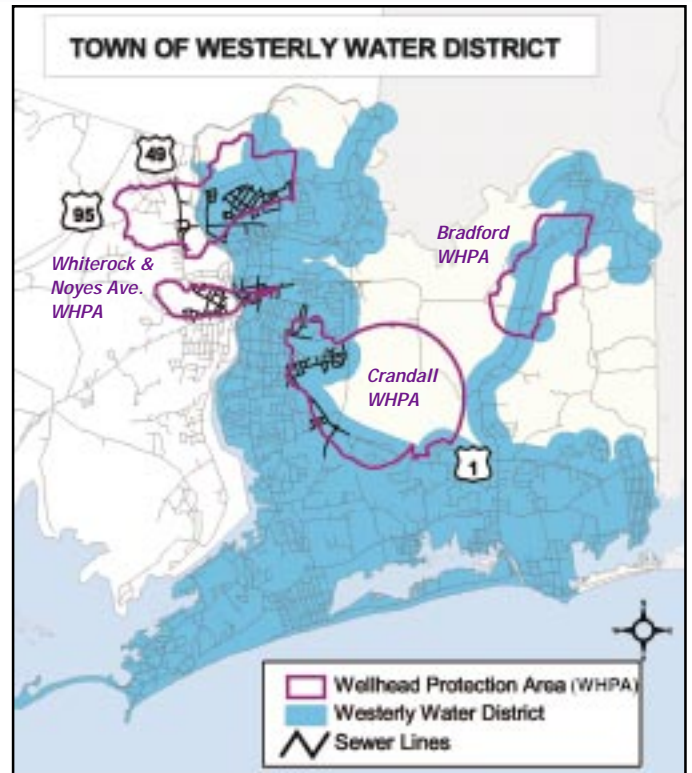 TOWN OF WESTERLY WATER DISTRICT
49
95
Whiterock &
Noyes Ave.
WHPA
Bradford
WHPA
Crandall
WHPA
1
Wellhead Protection Area (WHPA)
Westerly Water District
Sewer Lines